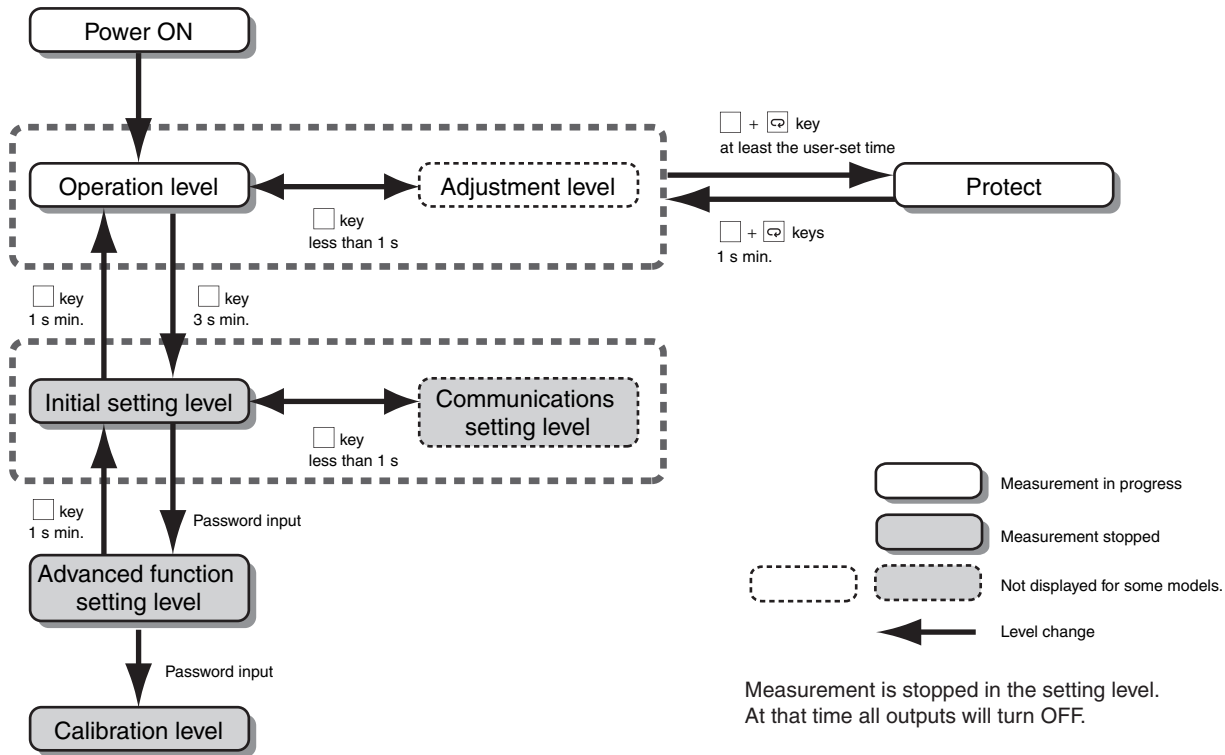 Power ON
+ key
at least the user-set time
Operation level
Adjustment level
Protect
key
less than 1 s
+ keys
1 s min.
key
1 s min.
key
3 s min.
Initial setting level
Communications
setting level
key
less than 1 s
Measurement in progress
key
1 s min.
Password input
Measurement stopped
Advanced function
setting level
Not displayed for some models.
Level change
Password input
Measurement is stopped in the setting level.
At that time all outputs will turn OFF.
Calibration level